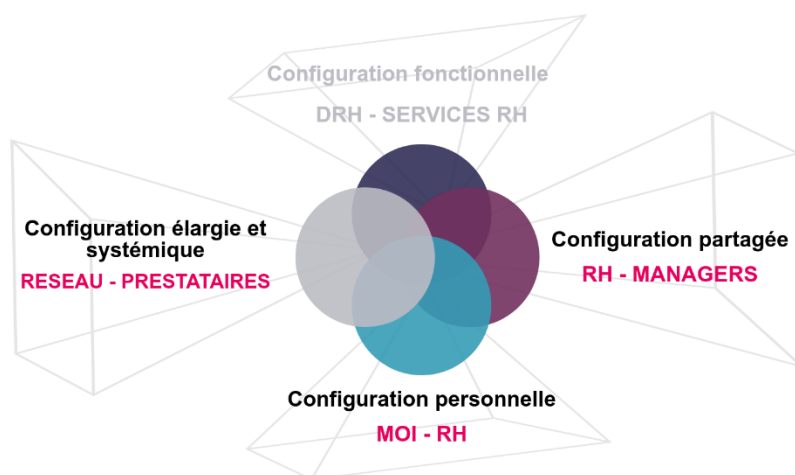 Configuration fonctionnelle
DRH - SERVICES RH
Configuration élargie et
systémique
RESEAU - PRESTATAIRES
Configuration partagée
RH - MANAGERS
Configuration personnelle
MOI - RH